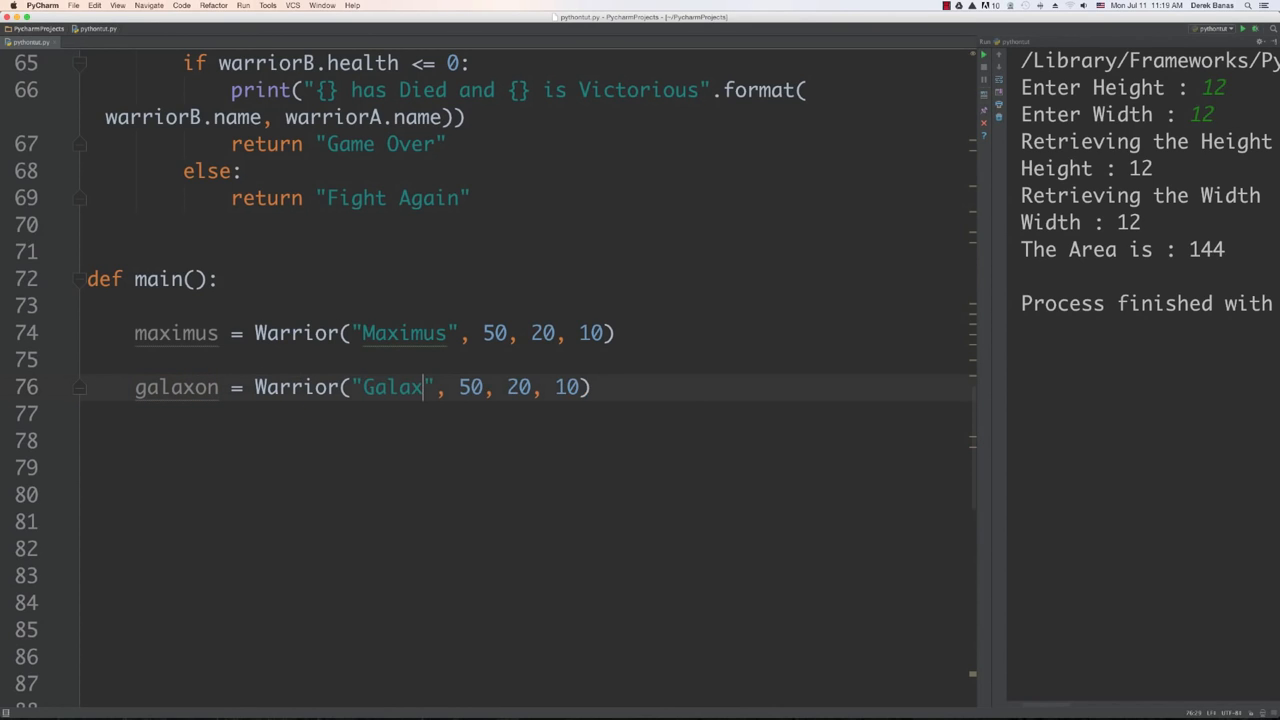 PyCharm File Edit View Navigate Code Refactor Run Tools VCS Window Help 10 Mon Jul 11 11:19 AM Derek Banas
pythontut.py - PycharmProjects - [~/PycharmProjects]
PycharmProjects pythontut.py pythontut
pythontut.py Run: pythontut
65 if warriorB.health <= 0:
66 print("{} has Died and {} is Victorious".format(
warriorB.name, warriorA.name))
67 return "Game Over"
68 else:
69 return "Fight Again"
70
71
72 def main():
73
74 maximus = Warrior("Maximus", 50, 20, 10)
75
76 galaxon = Warrior("Galax", 50, 20, 10)
77
78
79
80
81
82
83
84
85
86
87
/Library/Frameworks/Py
Enter Height : 12
Enter Width : 12
Retrieving the Height
Height : 12
Retrieving the Width
Width : 12
The Area is : 144
Process finished with
76:29 LF÷ UTF-8÷